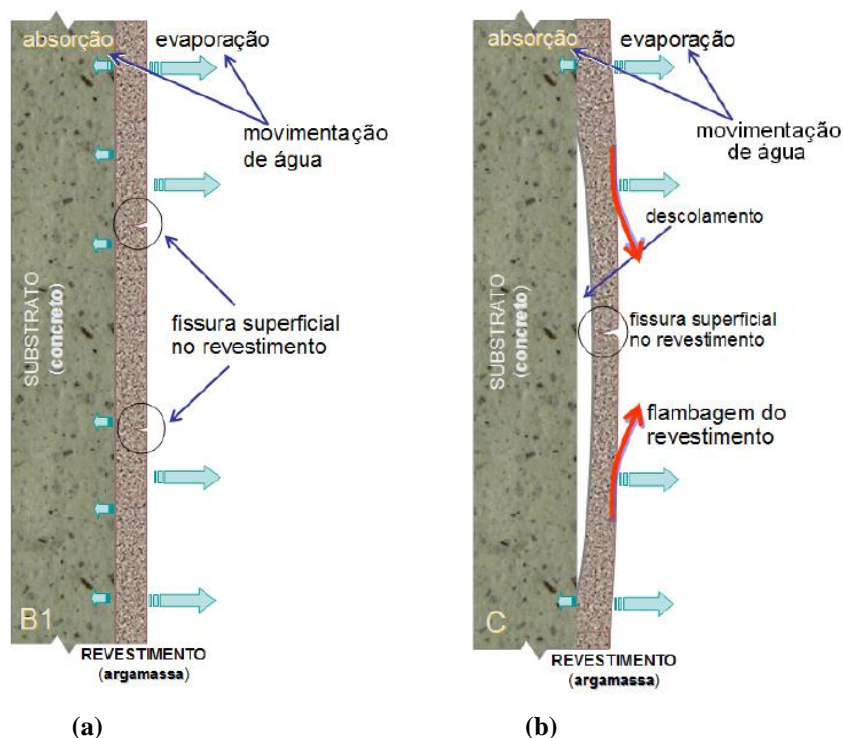 absorção evaporação
movimentação
de água
SUBSTRATO
(concreto)
fissura superficial
no revestimento
B1
REVESTIMENTO
(argamassa)
(a)
absorção evaporação
movimentação
de água
descolamento
SUBSTRATO
(concreto)
fissura superficial
no revestimento
flambagem do
revestimento
C
REVESTIMENTO
(argamassa)
(b)